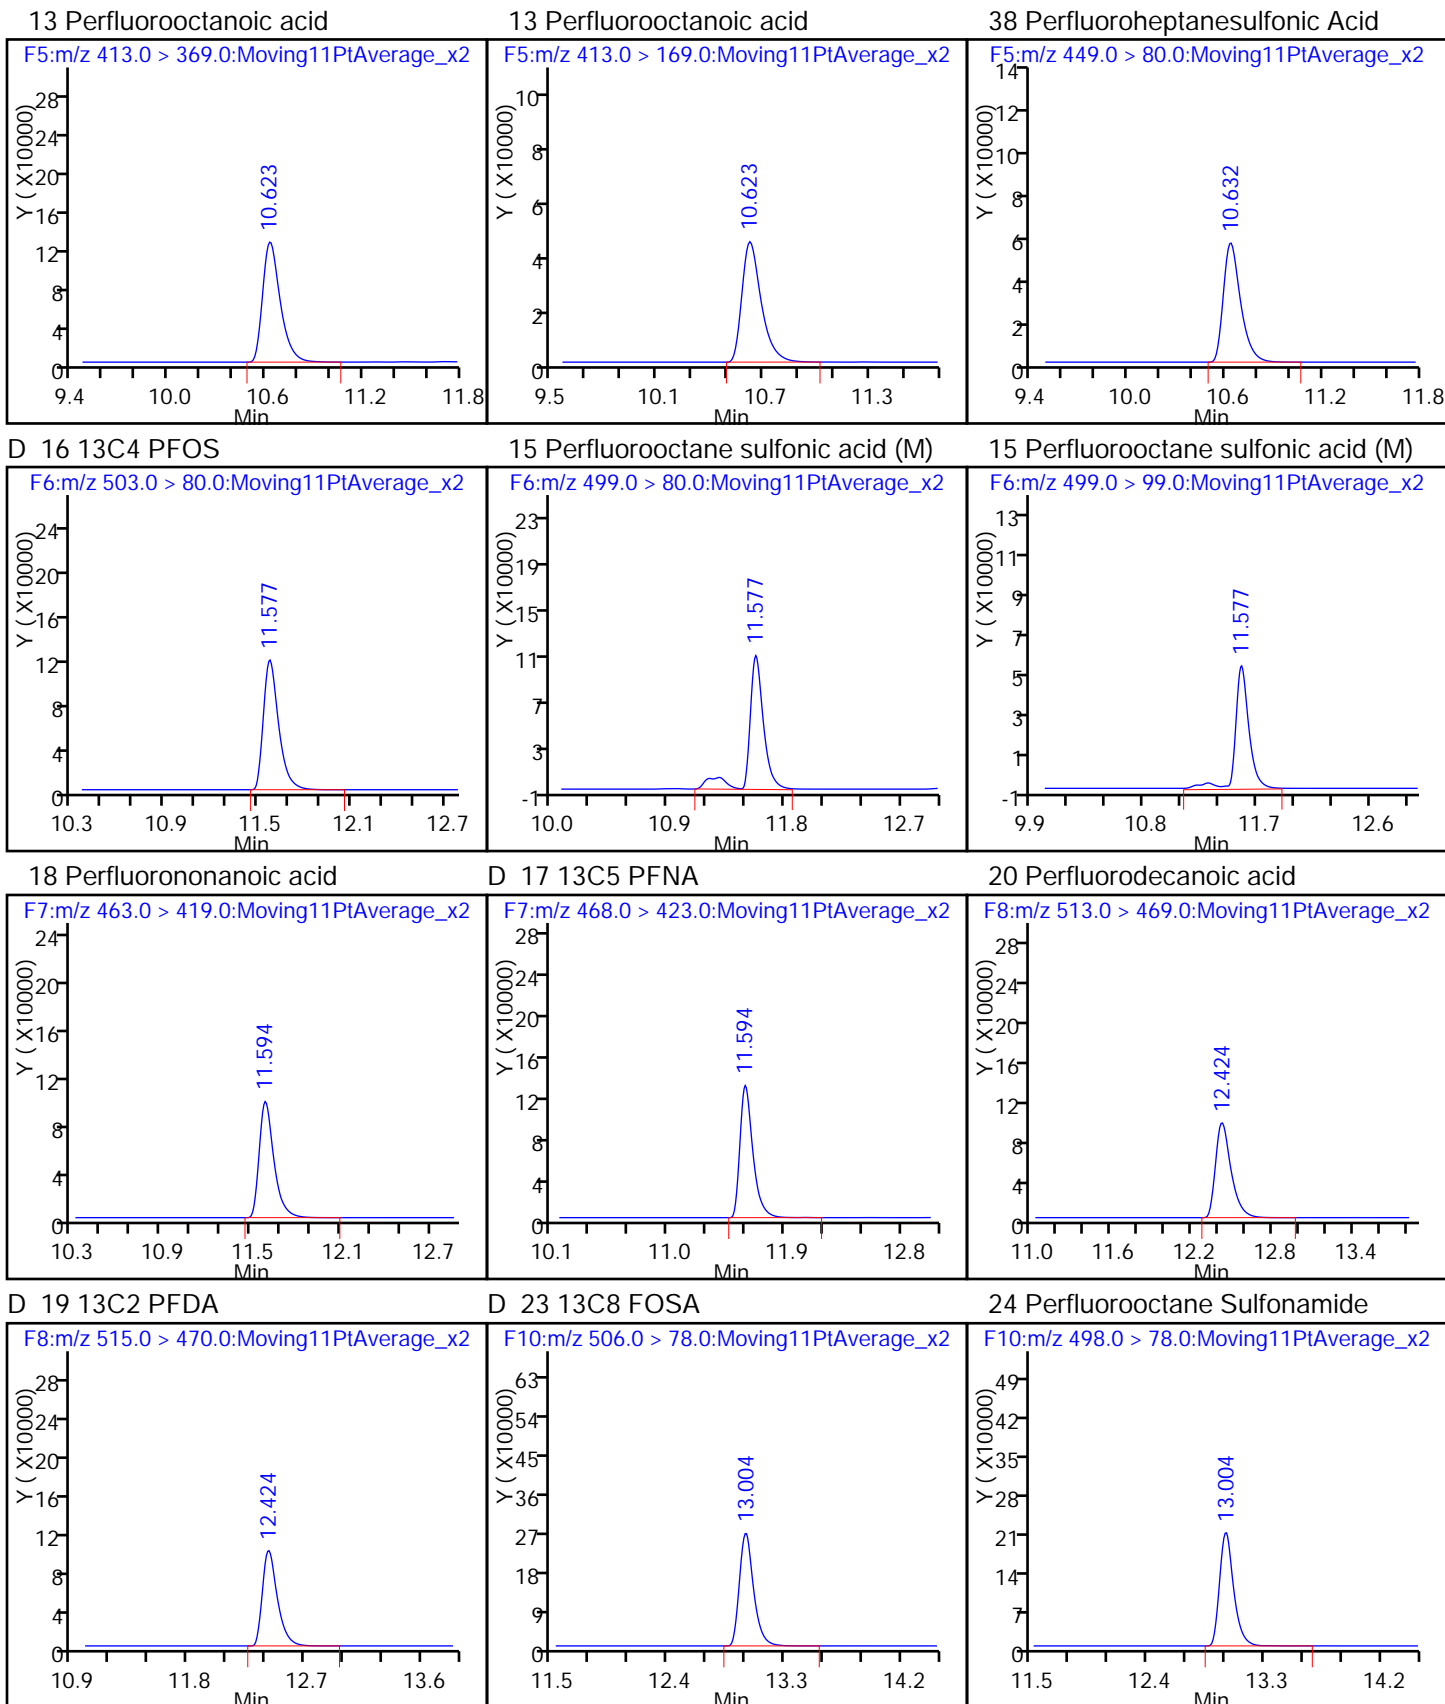 13 Perfluorooctanoic acid
F5:m/z 413.0 > 369.0:Moving11PtAverage_x2
Y ( X10000)
28
24
20
16
12
8
4
0
10.623
9.4 10.0 10.6 11.2 11.8
Min
13 Perfluorooctanoic acid
F5:m/z 413.0 > 169.0:Moving11PtAverage_x2
Y ( X10000)
10
8
6
4
2
0
10.623
9.5 10.1 10.7 11.3
Min
38 Perfluoroheptanesulfonic Acid
F5:m/z 449.0 > 80.0:Moving11PtAverage_x2
Y ( X10000)
14
12
10
8
6
4
2
0
10.632
9.4 10.0 10.6 11.2 11.8
Min
D 16 13C4 PFOS
F6:m/z 503.0 > 80.0:Moving11PtAverage_x2
Y ( X10000)
24
20
16
12
8
4
0
11.577
10.3 10.9 11.5 12.1 12.7
Min
15 Perfluorooctane sulfonic acid (M)
F6:m/z 499.0 > 80.0:Moving11PtAverage_x2
Y ( X10000)
23
19
15
11
7
3
-1
11.577
10.0 10.9 11.8 12.7
Min
15 Perfluorooctane sulfonic acid (M)
F6:m/z 499.0 > 99.0:Moving11PtAverage_x2
Y ( X10000)
13
11
9
7
5
3
1
-1
11.577
9.9 10.8 11.7 12.6
Min
18 Perfluorononanoic acid
F7:m/z 463.0 > 419.0:Moving11PtAverage_x2
Y ( X10000)
24
20
16
12
8
4
0
11.594
10.3 10.9 11.5 12.1 12.7
Min
D 17 13C5 PFNA
F7:m/z 468.0 > 423.0:Moving11PtAverage_x2
Y ( X10000)
28
24
20
16
12
8
4
0
11.594
10.1 11.0 11.9 12.8
Min
20 Perfluorodecanoic acid
F8:m/z 513.0 > 469.0:Moving11PtAverage_x2
Y ( X10000)
28
24
20
16
12
8
4
0
12.424
11.0 11.6 12.2 12.8 13.4
Min
D 19 13C2 PFDA
F8:m/z 515.0 > 470.0:Moving11PtAverage_x2
Y ( X10000)
28
24
20
16
12
8
4
0
12.424
10.9 11.8 12.7 13.6
Min
D 23 13C8 FOSA
F10:m/z 506.0 > 78.0:Moving11PtAverage_x2
Y ( X10000)
63
54
45
36
27
18
9
0
13.004
11.5 12.4 13.3 14.2
Min
24 Perfluorooctane Sulfonamide
F10:m/z 498.0 > 78.0:Moving11PtAverage_x2
Y ( X10000)
49
42
35
28
21
14
7
0
13.004
11.5 12.4 13.3 14.2
Min